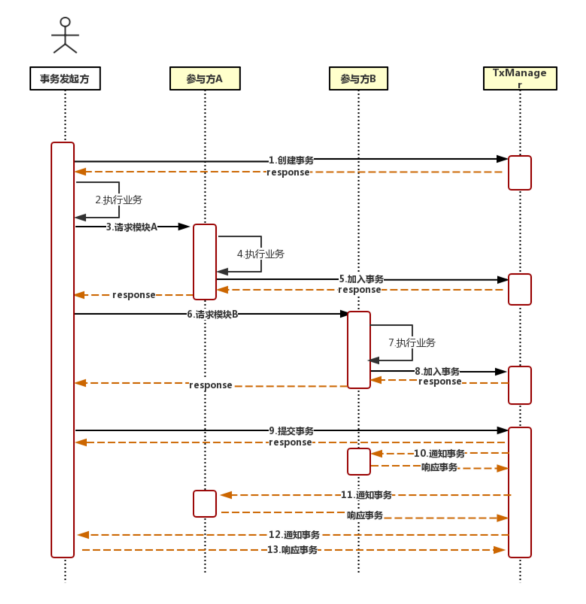 事务发起方
参与方A
参与方B
TxManage
r
1.创建事务
response
2.执行业务
3.请求模块A
4.执行业务
5.加入事务
response
response
6.请求模块B
7.执行业务
8.加入事务
response
response
9.提交事务
response
10.通知事务
响应事务
11.通知事务
响应事务
12.通知事务
13.响应事务